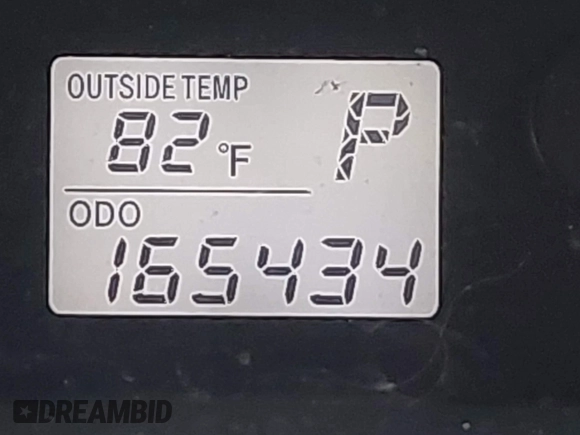 OUTSIDE TEMP
82 °F P
ODO
165434
DREAMBID